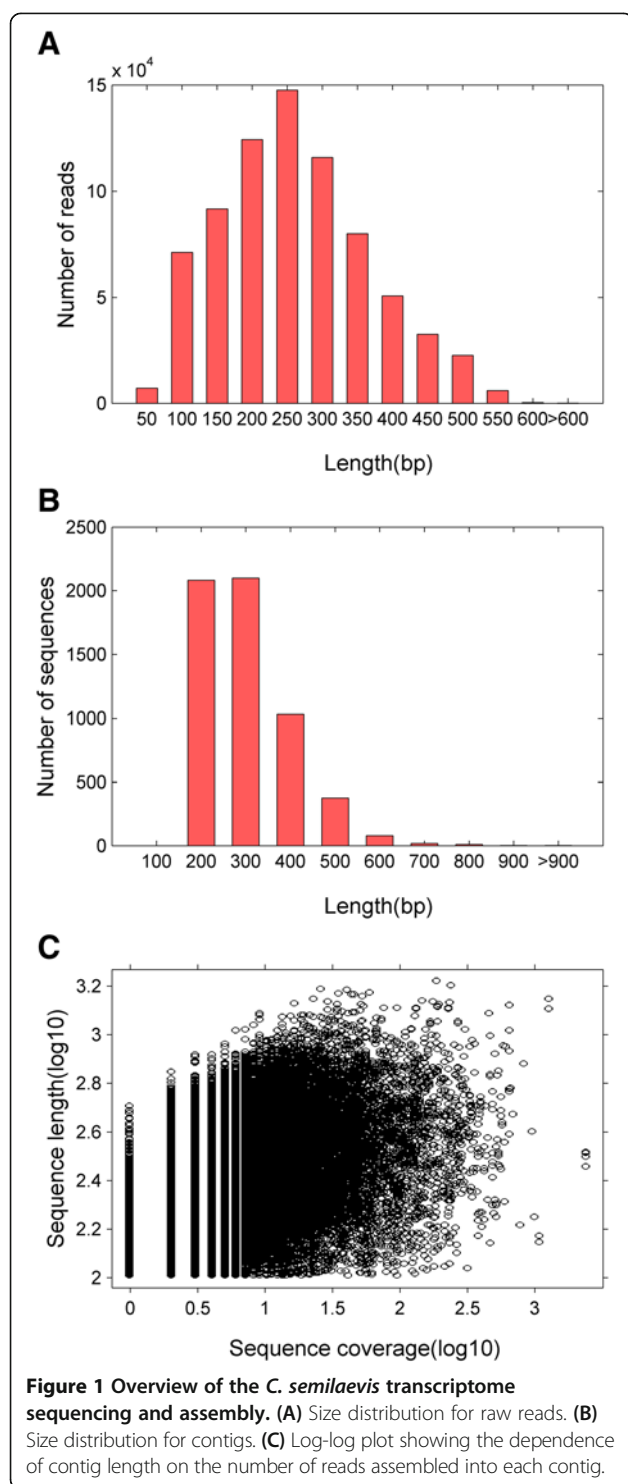 A
x 10⁴
15
10
5
0
Number of reads
50 100 150 200 250 300 350 400 450 500 550 600 >600
Length(bp)
B
2500
2000
1500
1000
500
0
Number of sequences
100 200 300 400 500 600 700 800 900 >900
Length(bp)
C
3.2
3
2.8
2.6
2.4
2.2
2
Sequence length(log10)
0 0.5 1 1.5 2 2.5 3
Sequence coverage(log10)
Figure 1 Overview of the C. semilaevis transcriptome
sequencing and assembly. (A) Size distribution for raw reads. (B)
Size distribution for contigs. (C) Log-log plot showing the dependence
of contig length on the number of reads assembled into each contig.